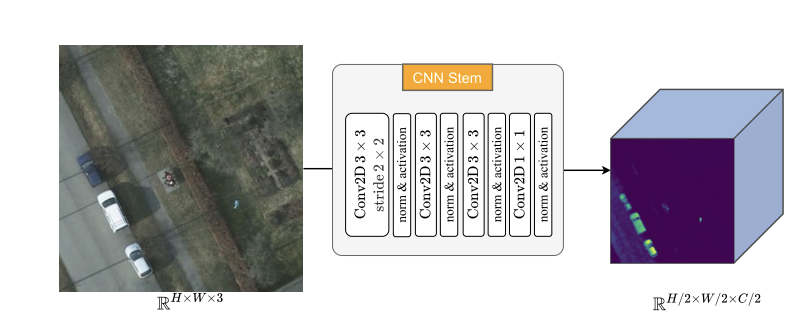 CNN Stem
Conv2D 3 × 3
stride 2 × 2
norm & activation
Conv2D 3 × 3
norm & activation
Conv2D 3 × 3
norm & activation
Conv2D 1 × 1
norm & activation
ℝ^{H×W×3}
ℝ^{H/2×W/2×C/2}